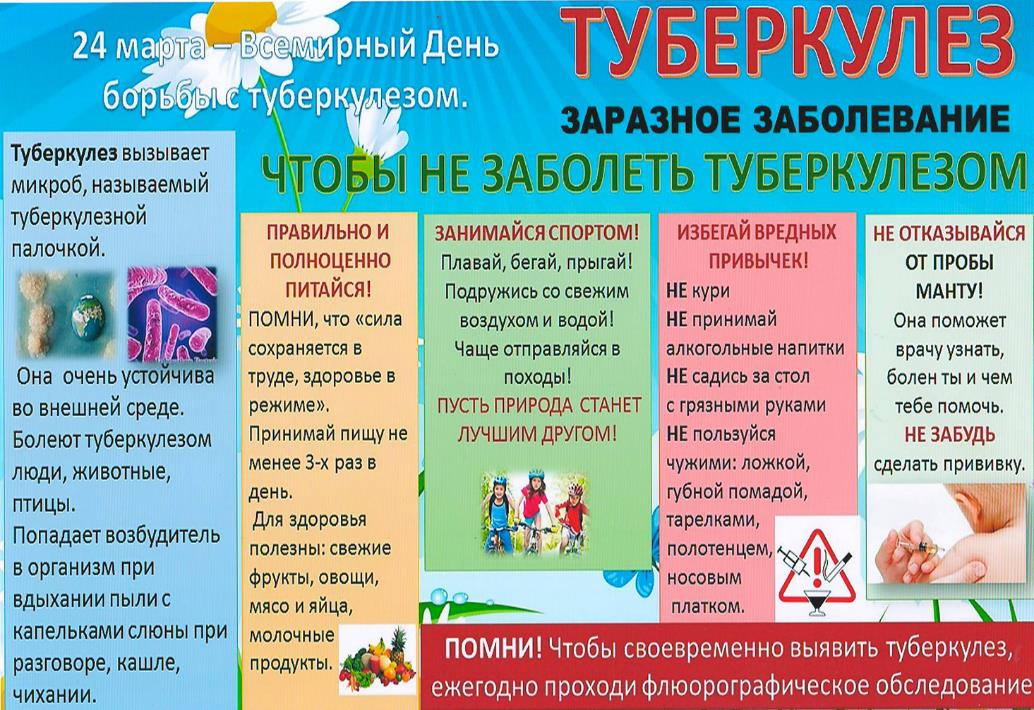 24 марта – Всемирный День
борьбы с туберкулезом.
ТУБЕРКУЛЕЗ
ЗАРАЗНОЕ ЗАБОЛЕВАНИЕ
ЧТОБЫ НЕ ЗАБОЛЕТЬ ТУБЕРКУЛЕЗОМ
Туберкулез вызывает
микроб, называемый
туберкулезной
палочкой.
Она очень устойчива
во внешней среде.
Болеют туберкулезом
люди, животные,
птицы.
Попадает возбудитель
в организм при
вдыхании пыли с
капельками слюны при
разговоре, кашле,
чихании.
ПРАВИЛЬНО И
ПОЛНОЦЕННО
ПИТАЙСЯ!
ПОМНИ, что «сила
сохраняется в
труде, здоровье в
режиме».
Принимай пищу не
менее 3-х раз в
день.
Для здоровья
полезны: свежие
фрукты, овощи,
мясо и яйца,
молочные
продукты.
ЗАНИМАЙСЯ СПОРТОМ!
Плавай, бегай, прыгай!
Подружись со свежим
воздухом и водой!
Чаще отправляйся в
походы!
ПУСТЬ ПРИРОДА СТАНЕТ
ЛУЧШИМ ДРУГОМ!
ИЗБЕГАЙ ВРЕДНЫХ
ПРИВЫЧЕК!
НЕ кури
НЕ принимай
алкогольные напитки
НЕ садись за стол
с грязными руками
НЕ пользуйся
чужими: ложкой,
губной помадой,
тарелками,
полотенцем,
носовым
платком.
НЕ ОТКАЗЫВАЙСЯ
ОТ ПРОБЫ
МАНТУ!
Она поможет
врачу узнать,
болен ты и чем
тебе помочь.
НЕ ЗАБУДЬ
сделать прививку.
ПОМНИ! Чтобы своевременно выявить туберкулез,
ежегодно проходи флюорографическое обследование